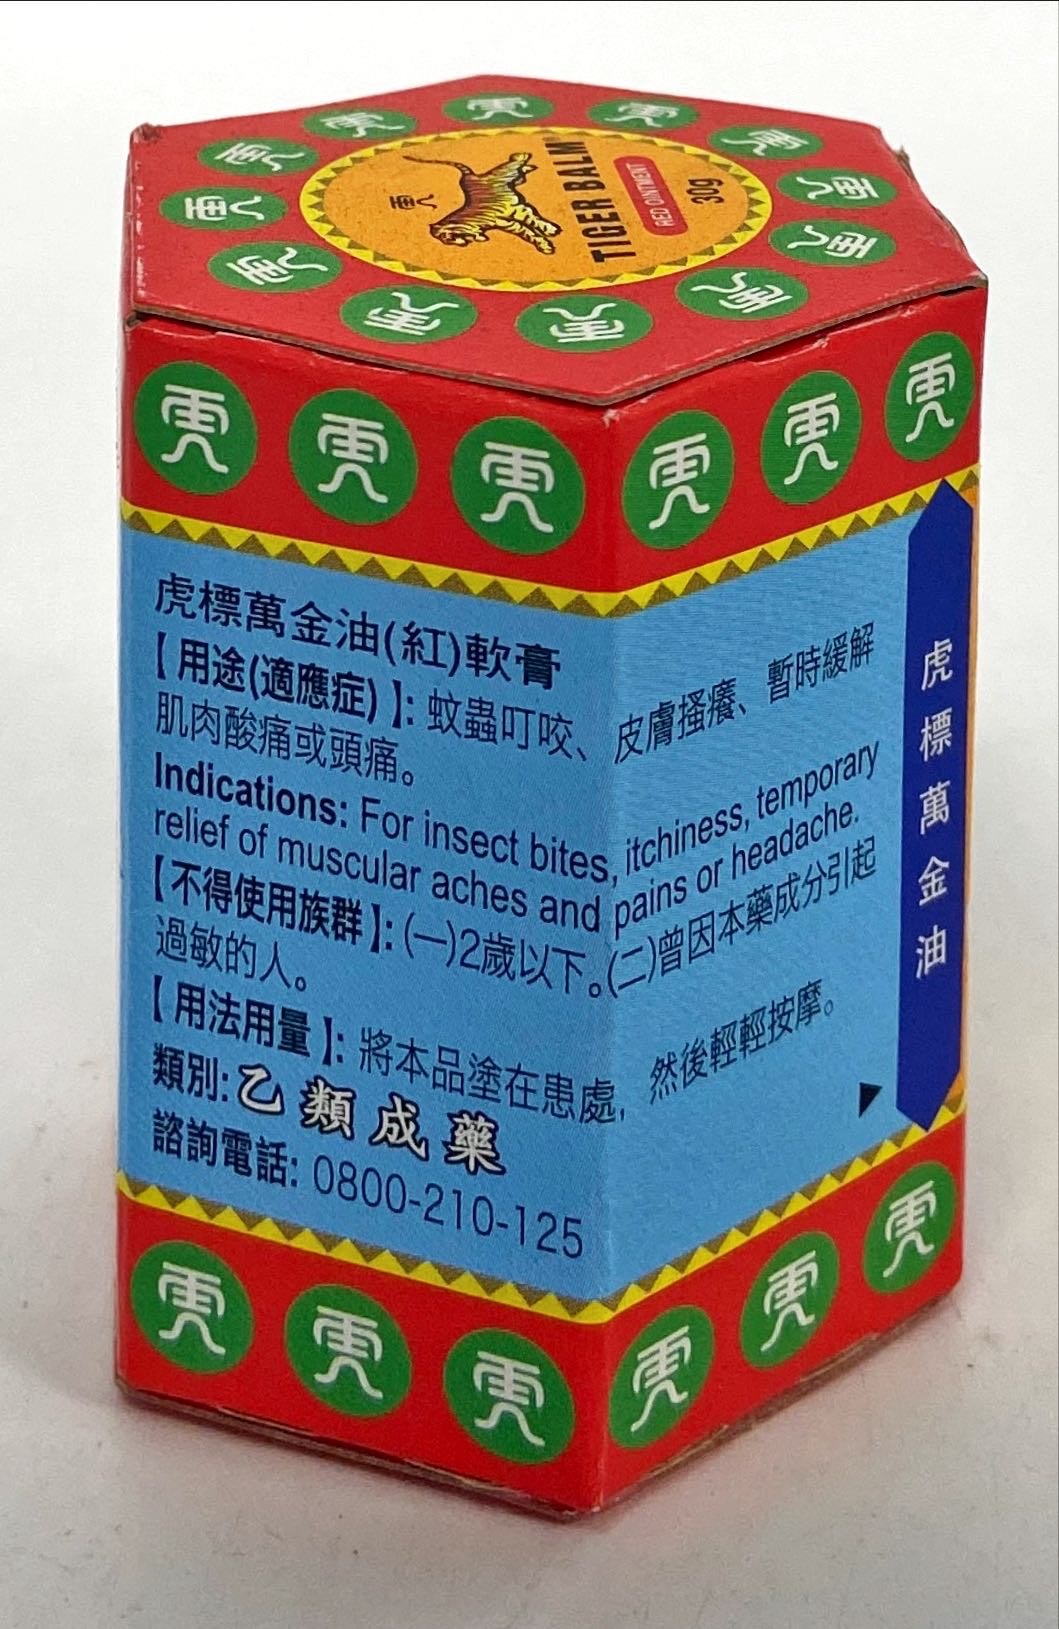 TIGER BALM
RED OINTMENT
30g
虎標萬金油(紅)軟膏
【用途(適應症)】: 蚊蟲叮咬、皮膚搔癢、暫時緩解
肌肉酸痛或頭痛。
Indications: For insect bites, itchiness, temporary
relief of muscular aches and pains or headache.
【不得使用族群】: (一)2歲以下。(二)曾因本藥成分引起
過敏的人。
【用法用量】: 將本品塗在患處, 然後輕輕按摩。
類別: 乙類成藥
諮詢電話: 0800-210-125
虎標萬金油